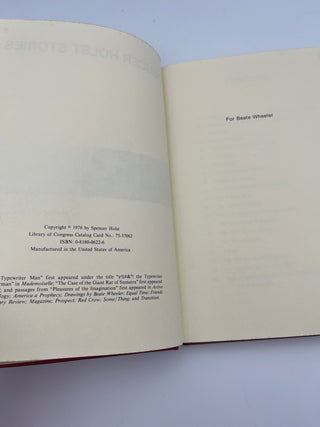 Copyright © 1976 by Spencer Holst
Library of Congress Catalog Card No. 75-37062
ISBN: 0-8180-0622-6
Manufactured in the United States of America
Typewriter Man" first appeared under the title the Typewriter
man" in Mademoiselle; "The Case of the Giant Rat of Sumatra" first appeared
; and passages from "Pleasures of the Imagination" first appeared in Active
logy; America a Prophecy; Drawings by Beate Wheeler; Equal Time; Friends
ary Review; Magazine; Prospect; Red Crow; Some/Thing; and Transition.
For Beate Wheeler